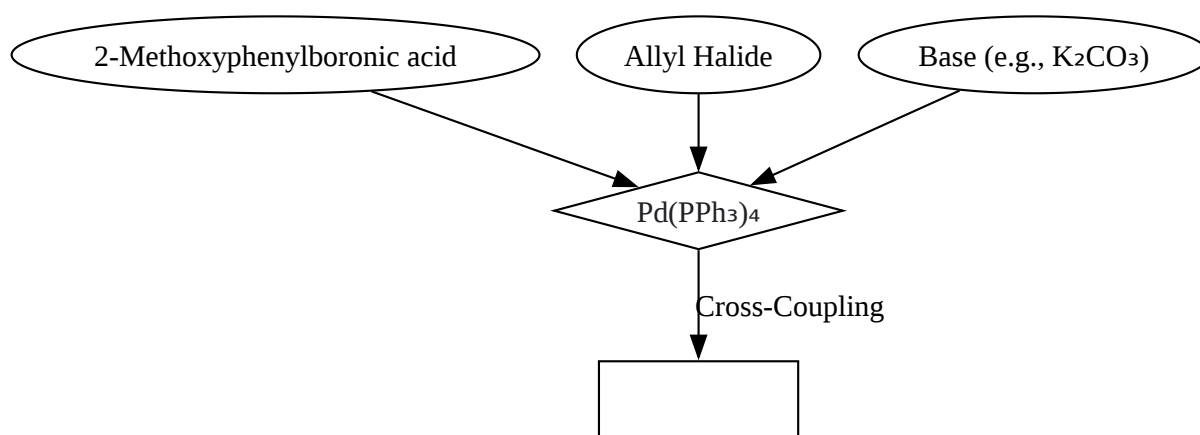 2-Methoxyphenylboronic acid
Allyl Halide
Base (e.g., K₂CO₃)
Pd(PPh₃)₄
Cross-Coupling